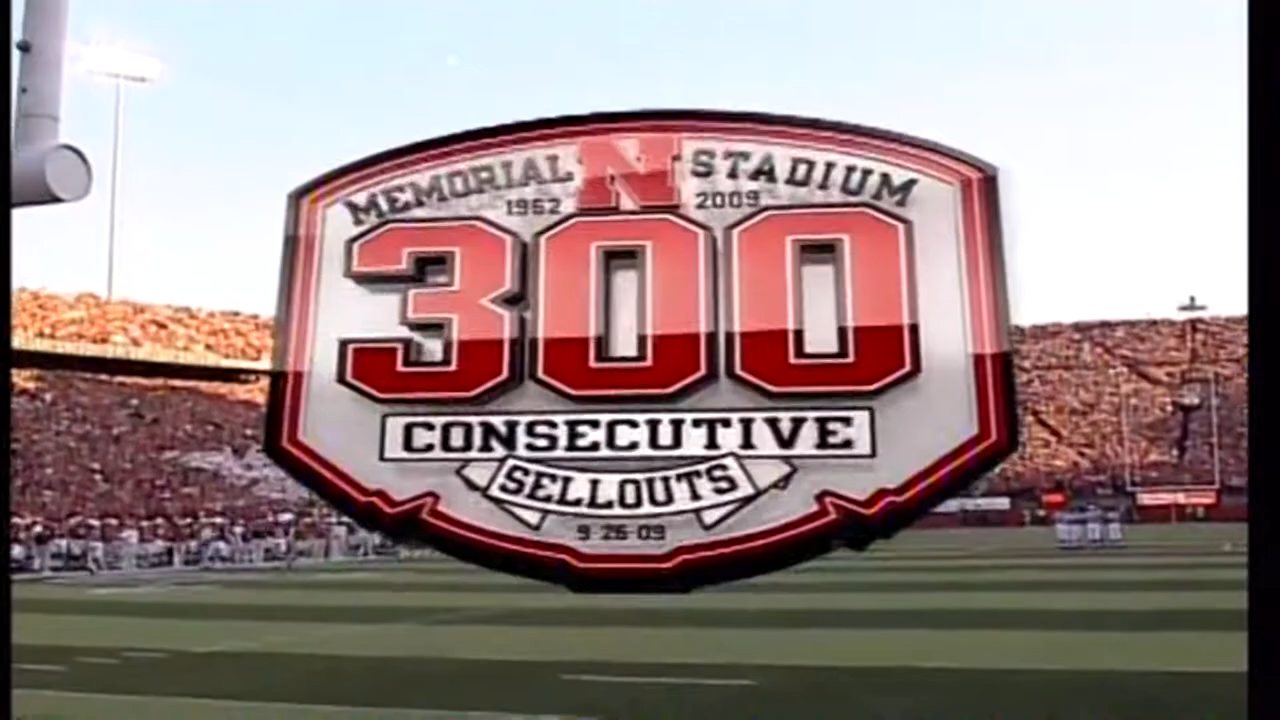 MEMORIAL N STADIUM
1962 2009
300
CONSECUTIVE
SELLOUTS
9-26-09